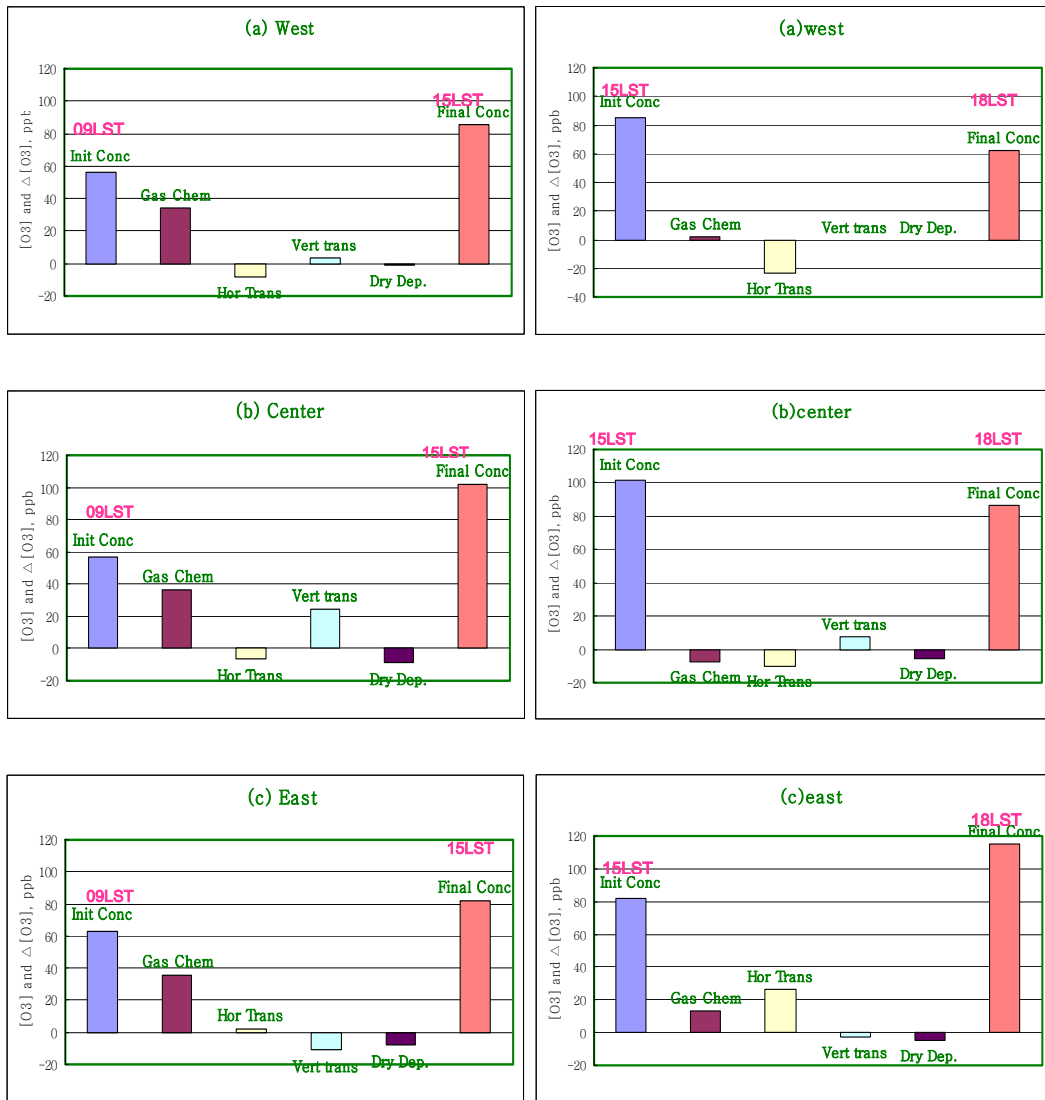 (a) West
[O3] and △[O3], ppb
120
100
80
60
40
20
0
-20
09LST
Init Conc
Gas Chem
Hor Trans
Vert trans
Dry Dep.
15LST
Final Conc
(a)west
[O3] and △[O3], ppb
120
100
80
60
40
20
0
-20
-40
15LST
Init Conc
Gas Chem
Hor Trans
Vert trans
Dry Dep.
18LST
Final Conc
(b) Center
[O3] and △[O3], ppb
120
100
80
60
40
20
0
-20
09LST
Init Conc
Gas Chem
Hor Trans
Vert trans
Dry Dep.
15LST
Final Conc
(b)center
[O3] and △[O3], ppb
120
100
80
60
40
20
0
-20
15LST
Init Conc
Gas Chem
Hor Trans
Vert trans
Dry Dep.
18LST
Final Conc
(c) East
[O3] and △[O3], ppb
120
100
80
60
40
20
0
-20
09LST
Init Conc
Gas Chem
Hor Trans
Vert trans
Dry Dep.
15LST
Final Conc
(c)east
[O3] and △[O3], ppb
120
100
80
60
40
20
0
-20
15LST
Init Conc
Gas Chem
Hor Trans
Vert trans
Dry Dep.
18LST
Final Conc